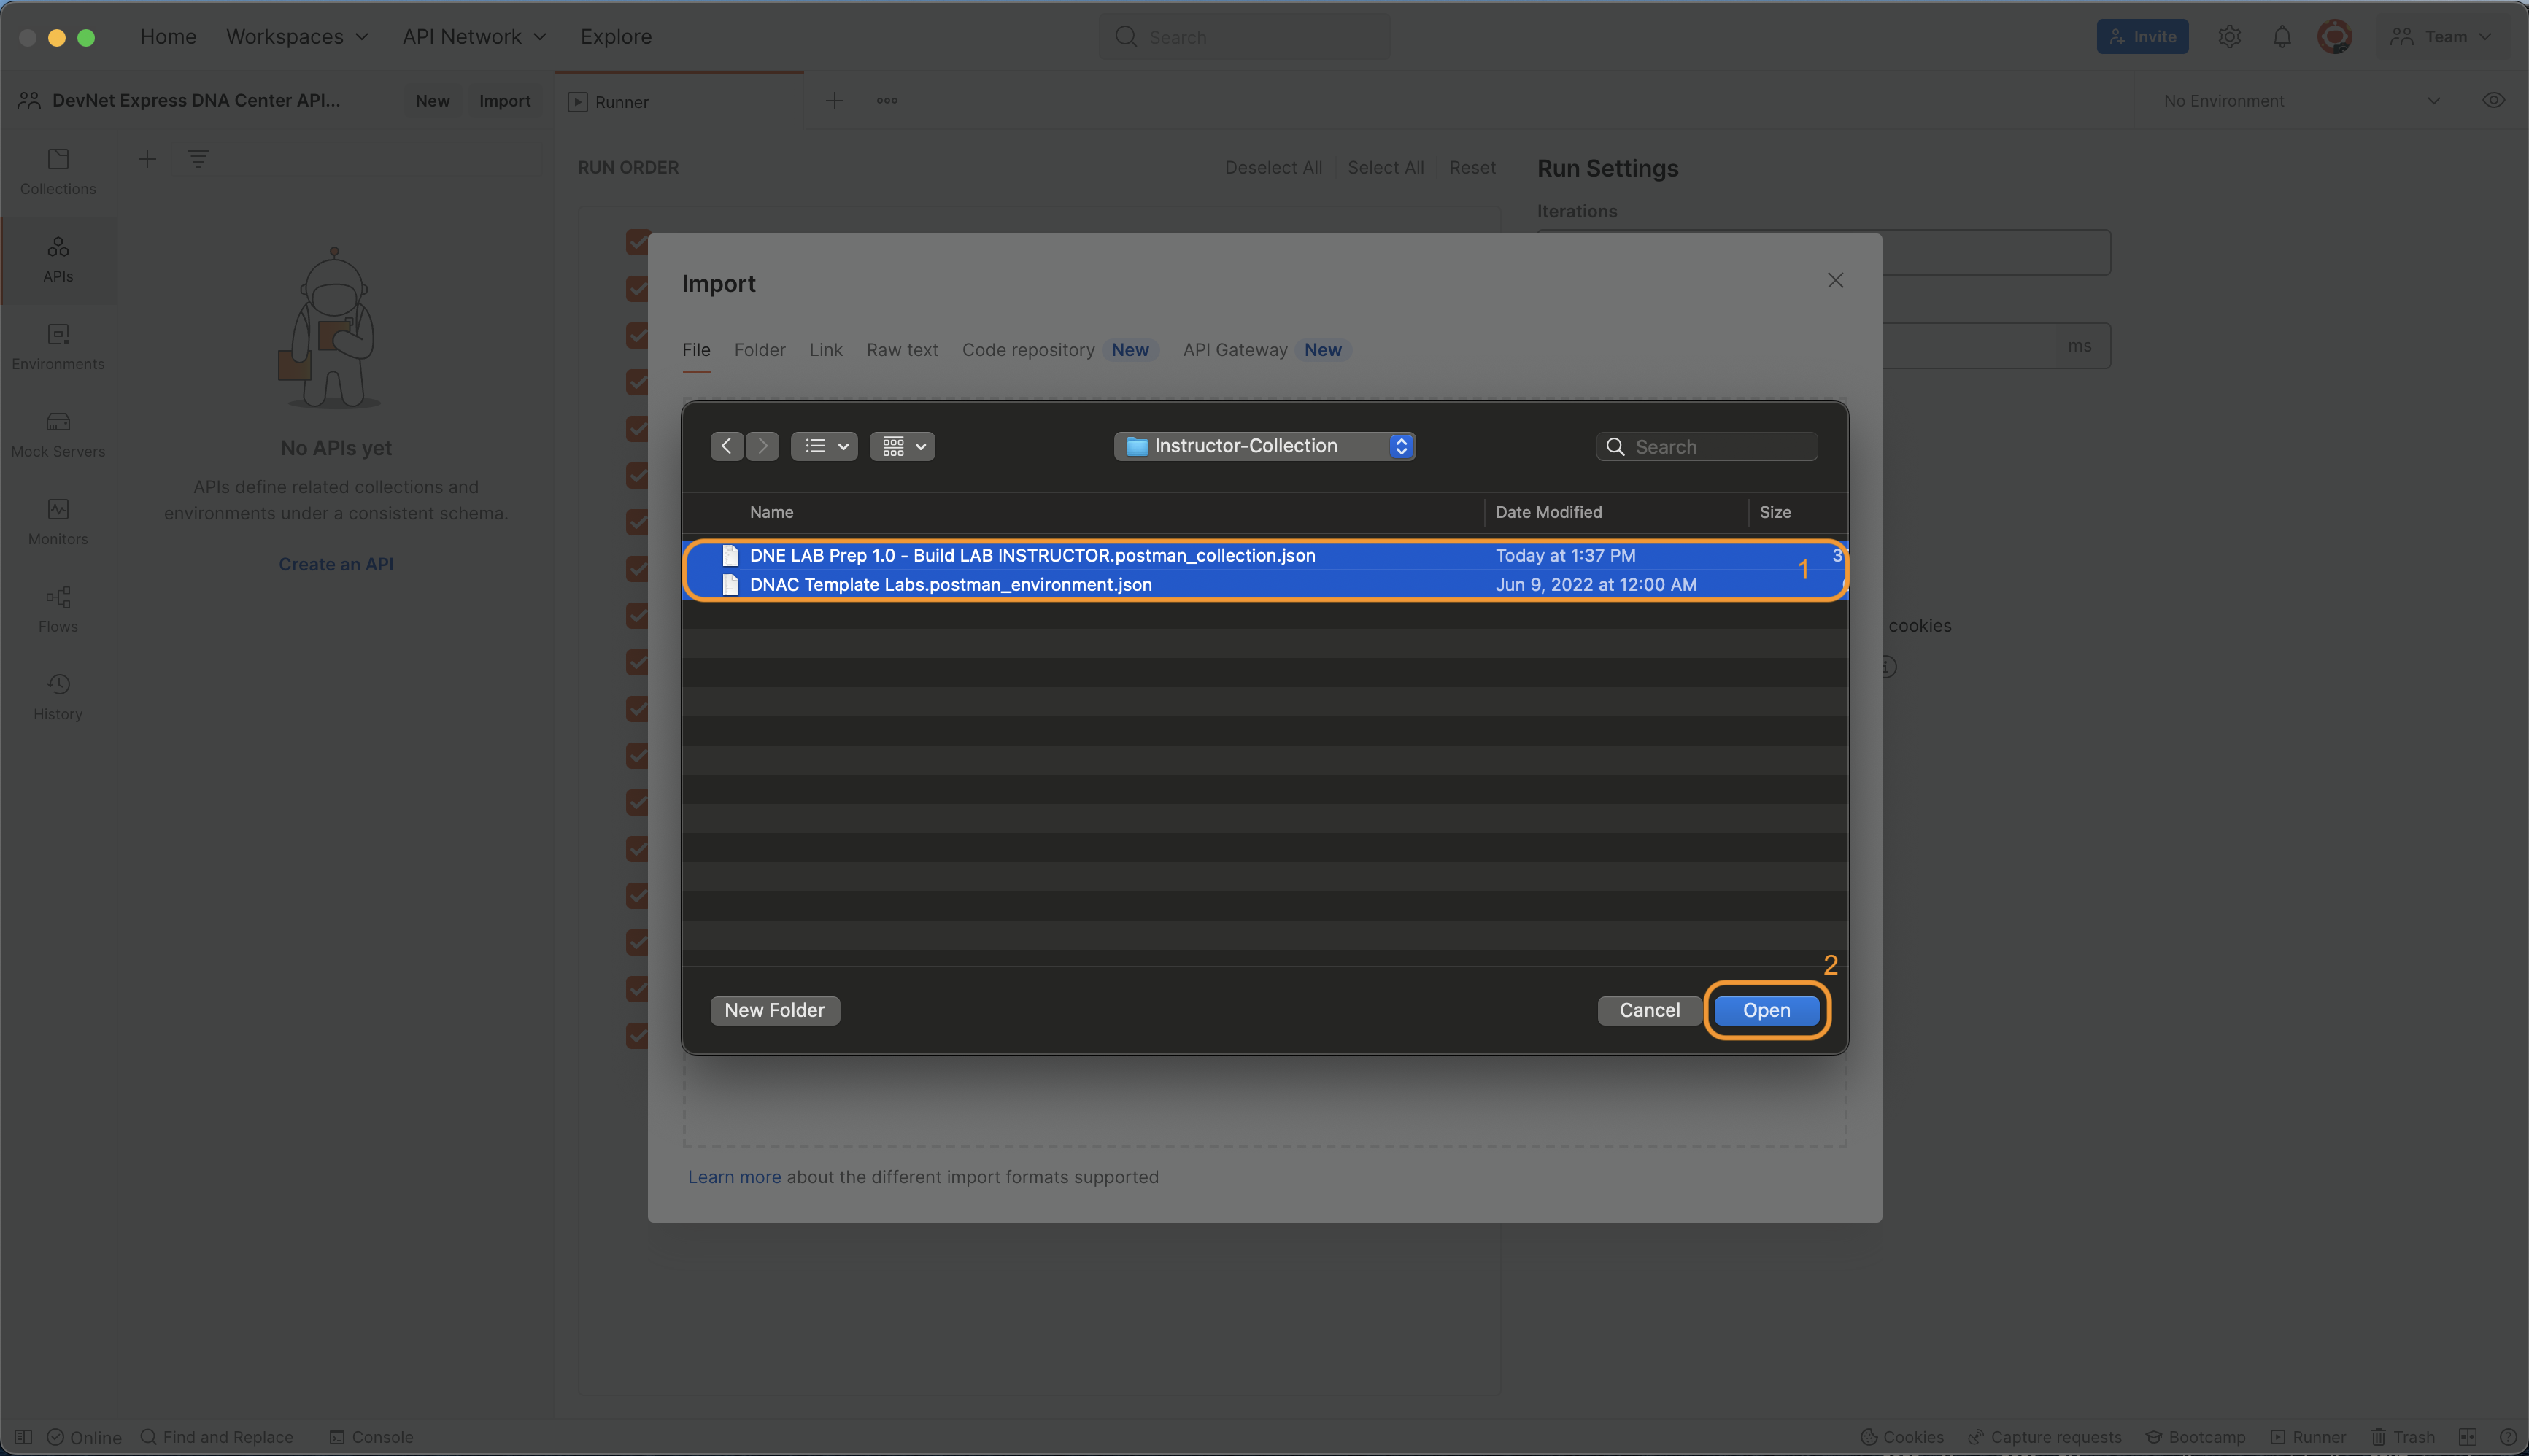 Home Workspaces API Network Explore Search Invite Team
DevNet Express DNA Center API... New Import Runner No Environment
Collections
APIs
Environments
Mock Servers
Monitors
Flows
History
No APIs yet
APIs define related collections and
environments under a consistent schema.
Create an API
RUN ORDER Deselect All Select All Reset
Run Settings
Iterations
ms
cookies
Import
File Folder Link Raw text Code repository New API Gateway New
Instructor-Collection Search
Name Date Modified Size
DNE LAB Prep 1.0 - Build LAB INSTRUCTOR.postman_collection.json Today at 1:37 PM 3
DNAC Template Labs.postman_environment.json Jun 9, 2022 at 12:00 AM
1
2
New Folder Cancel Open
Learn more about the different import formats supported
Online Find and Replace Console Cookies Capture requests Bootcamp Runner Trash